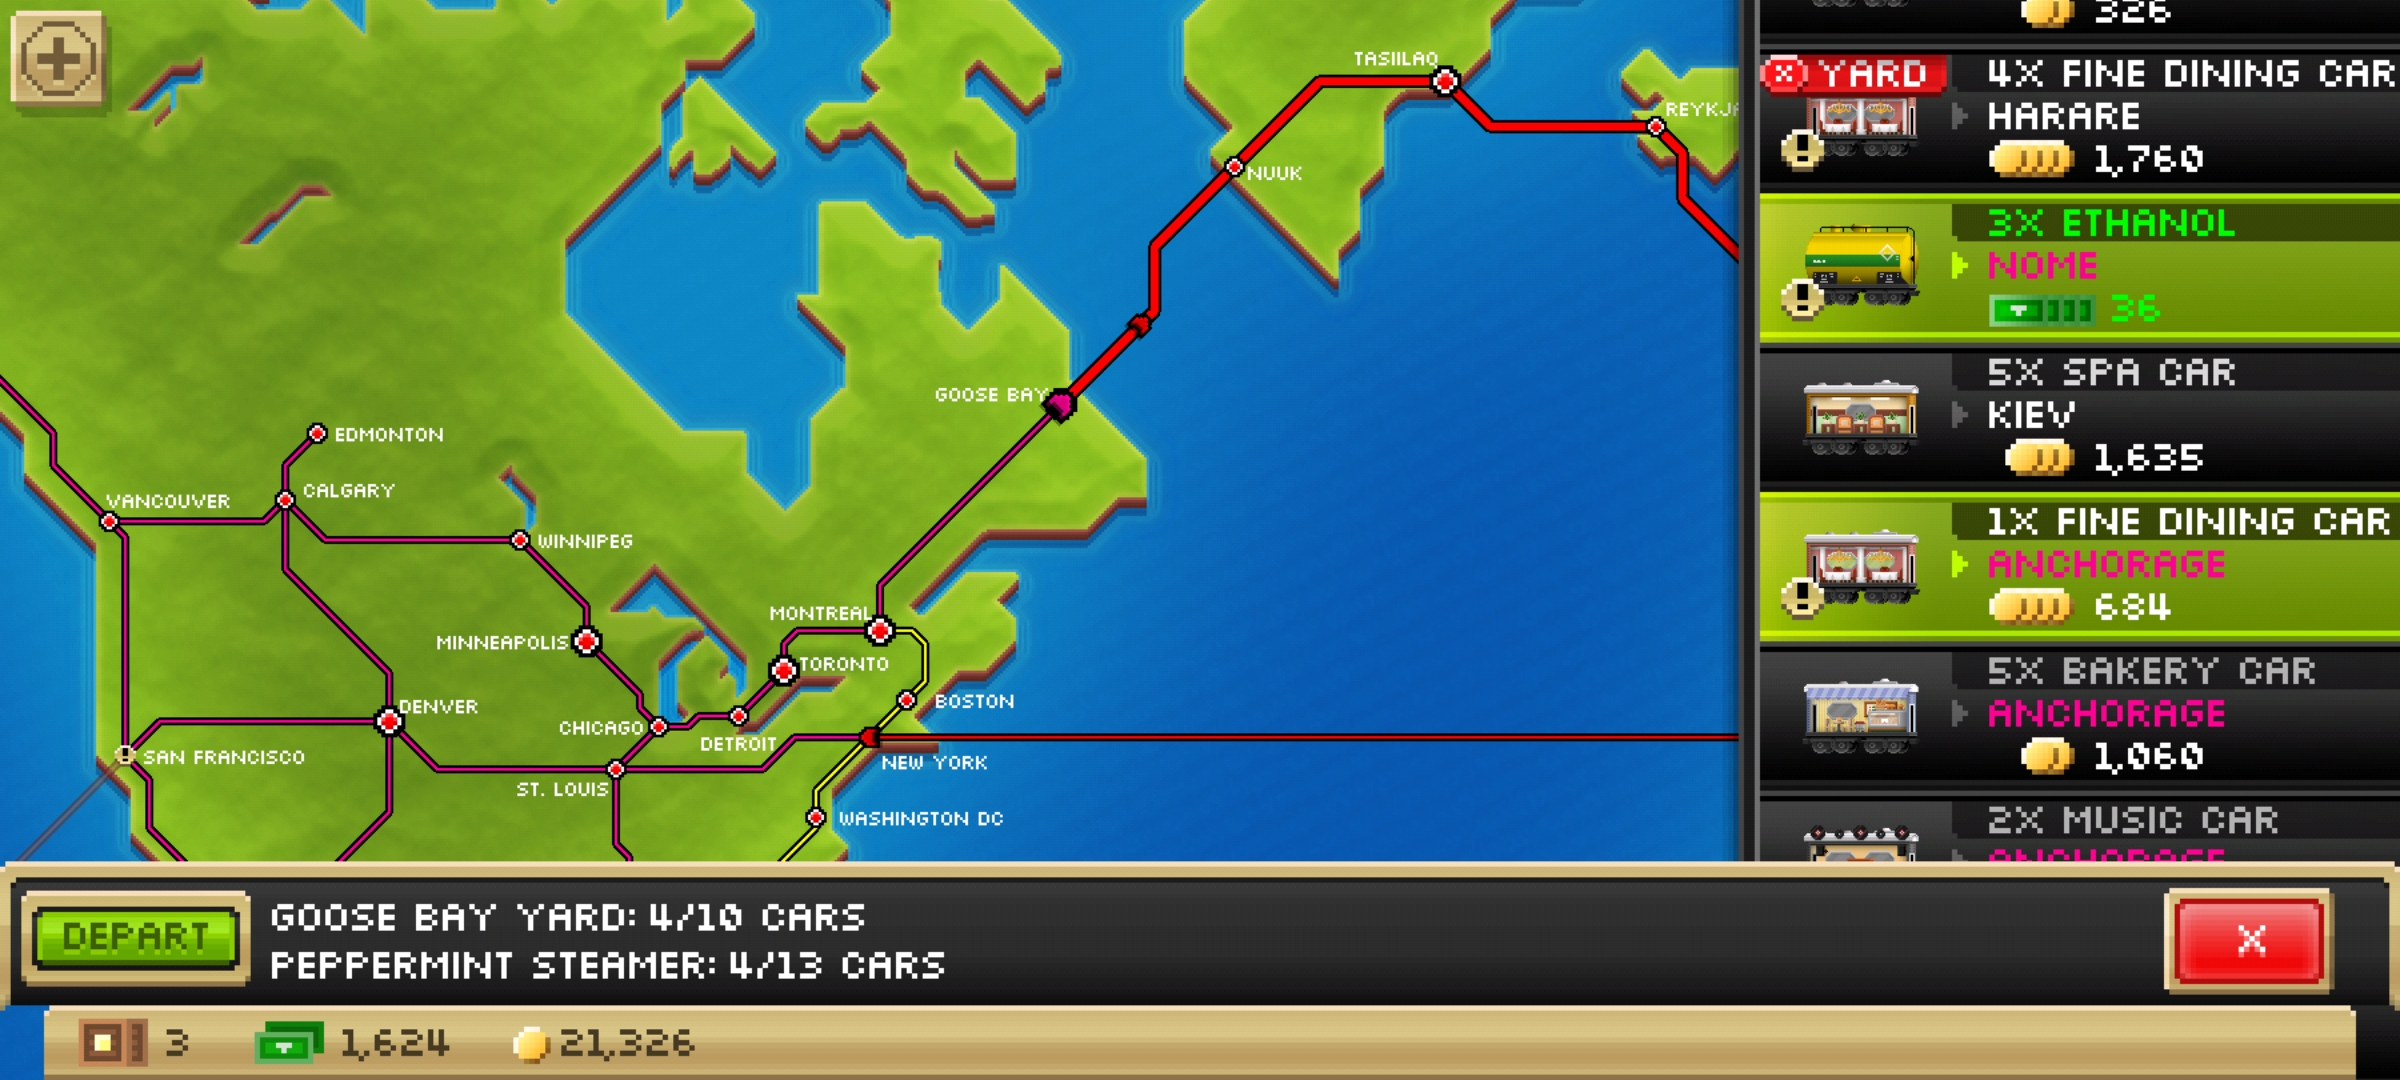 TASIILAQ
NUUK
GOOSE BAY
EDMONTON
CALGARY
VANCOUVER
WINNIPEG
MONTREAL
MINNEAPOLIS
TORONTO
BOSTON
DENVER
CHICAGO
DETROIT
NEW YORK
SAN FRANCISCO
ST. LOUIS
WASHINGTON DC
326
YARD
4X FINE DINING CAR
HARARE
1,760
3X ETHANOL
NOME
36
5X SPA CAR
KIEV
1,635
1X FINE DINING CAR
ANCHORAGE
684
5X BAKERY CAR
ANCHORAGE
1,060
2X MUSIC CAR
ANCHORAGE
DEPART
GOOSE BAY YARD: 4/10 CARS
PEPPERMINT STEAMER: 4/13 CARS
X
3
1,624
21,326